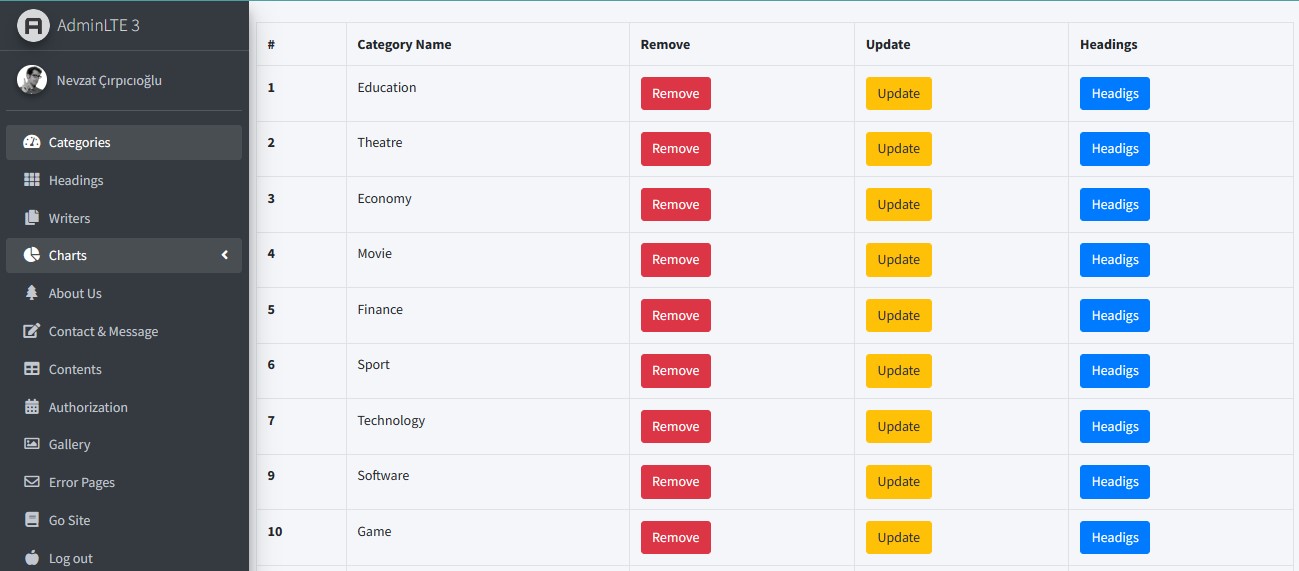 AdminLTE 3
Nevzat Çırpıcıoğlu
Categories
Headings
Writers
Charts
About Us
Contact & Message
Contents
Authorization
Gallery
Error Pages
Go Site
Log out
# Category Name Remove Update Headings
1 Education Remove Update Headigs
2 Theatre Remove Update Headigs
3 Economy Remove Update Headigs
4 Movie Remove Update Headigs
5 Finance Remove Update Headigs
6 Sport Remove Update Headigs
7 Technology Remove Update Headigs
9 Software Remove Update Headigs
10 Game Remove Update Headigs